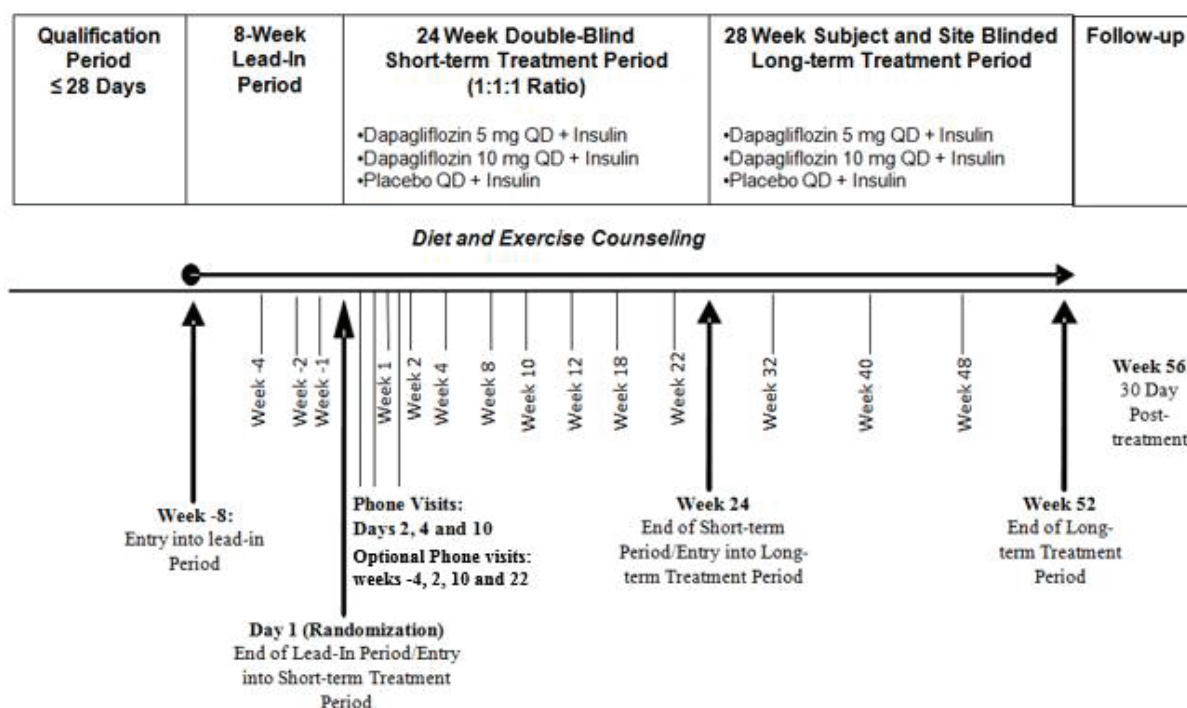 Qualification
Period
≤ 28 Days
8-Week
Lead-In
Period
24 Week Double-Blind
Short-term Treatment Period
(1:1:1 Ratio)
•Dapagliflozin 5 mg QD + Insulin
•Dapagliflozin 10 mg QD + Insulin
•Placebo QD + Insulin
28 Week Subject and Site Blinded
Long-term Treatment Period
•Dapagliflozin 5 mg QD + Insulin
•Dapagliflozin 10 mg QD + Insulin
•Placebo QD + Insulin
Follow-up
Diet and Exercise Counseling
Week -4
Week -2
Week -1
Week 1
Week 2
Week 4
Week 8
Week 10
Week 12
Week 18
Week 22
Week 32
Week 40
Week 48
Week 56
30 Day
Post-
treatment
Week -8:
Entry into lead-in
Period
Phone Visits:
Days 2, 4 and 10
Optional Phone visits:
weeks -4, 2, 10 and 22
Week 24
End of Short-term
Period/Entry into Long-
term Treatment Period
Week 52
End of Long-
term Treatment
Period
Day 1 (Randomization)
End of Lead-In Period/Entry
into Short-term Treatment
Period